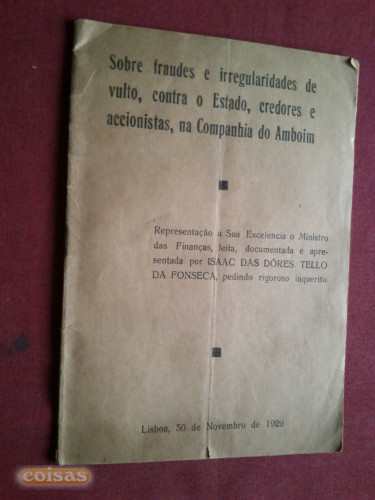 Sobre fraudes e irregularidades de
vulto, contra o Estado, credores e
accionistas, na Companhia do Amboim
Representação a Sua Excelencia o Ministro
das Finanças, feita, documentada e apre-
sentada por ISAAC DAS DÔRES TELLO
DA FONSECA, pedindo rigoroso inquerito
Lisboa, 30 de Novembro de 1929
coisas